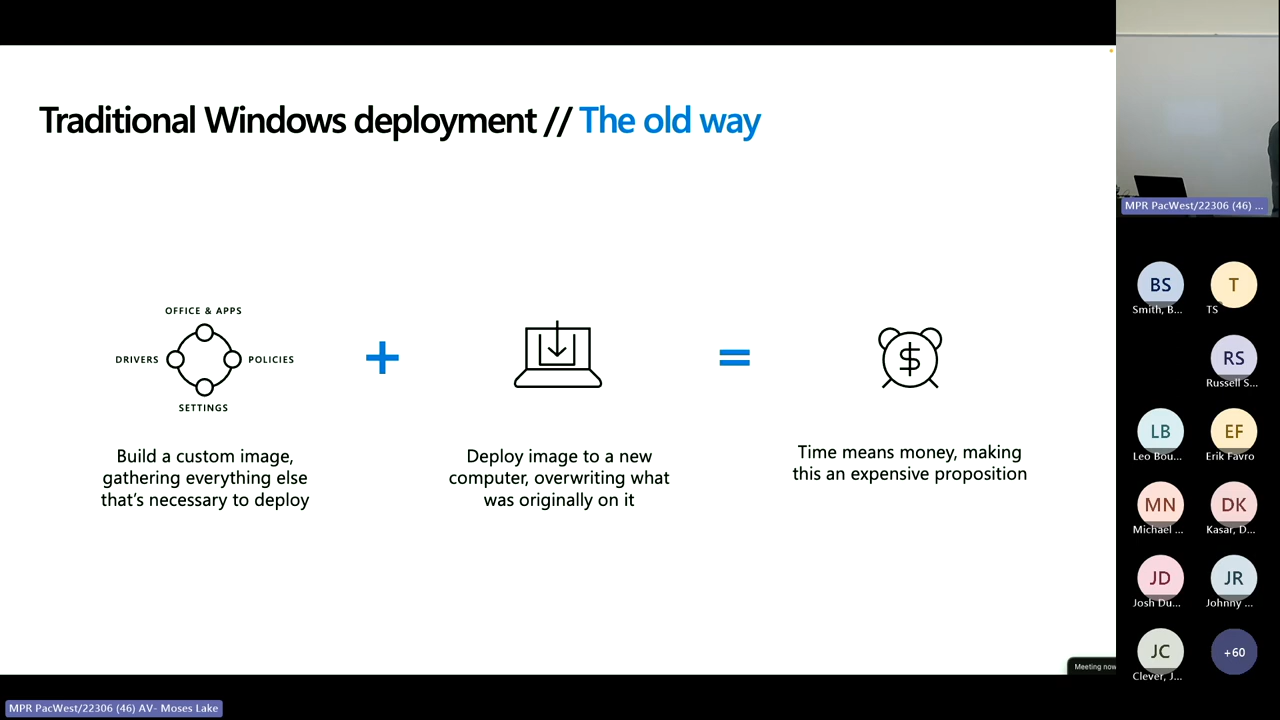 Traditional Windows deployment // The old way
OFFICE & APPS
DRIVERS
POLICIES
SETTINGS
+
=
$
Build a custom image,
gathering everything else
that's necessary to deploy
Deploy image to a new
computer, overwriting what
was originally on it
Time means money, making
this an expensive proposition
Meeting now
MPR PacWest/22306 (46) AV- Moses Lake
MPR PacWest/22306 (46) ...
BS
Smith, B...
T
TS
RS
Russell S...
LB
Leo Bou...
EF
Erik Favro
MN
Michael ...
DK
Kasar, D...
JD
Josh Du...
JR
Johnny ...
JC
Clever, J...
+60